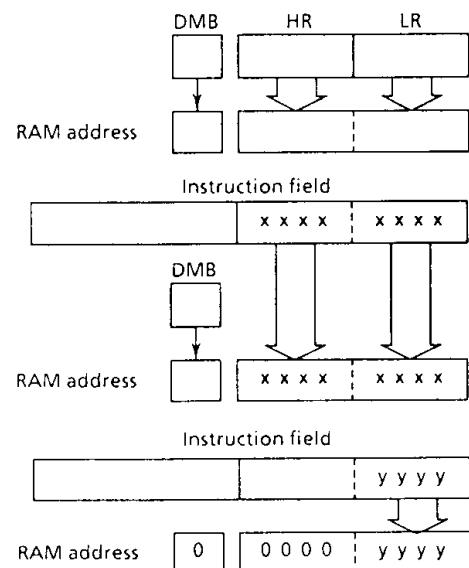 DMB HR LR
RAM address
Instruction field
x x x x x x x x
DMB
RAM address x x x x x x x x
Instruction field
y y y y
RAM address 0 0 0 0 0 y y y y